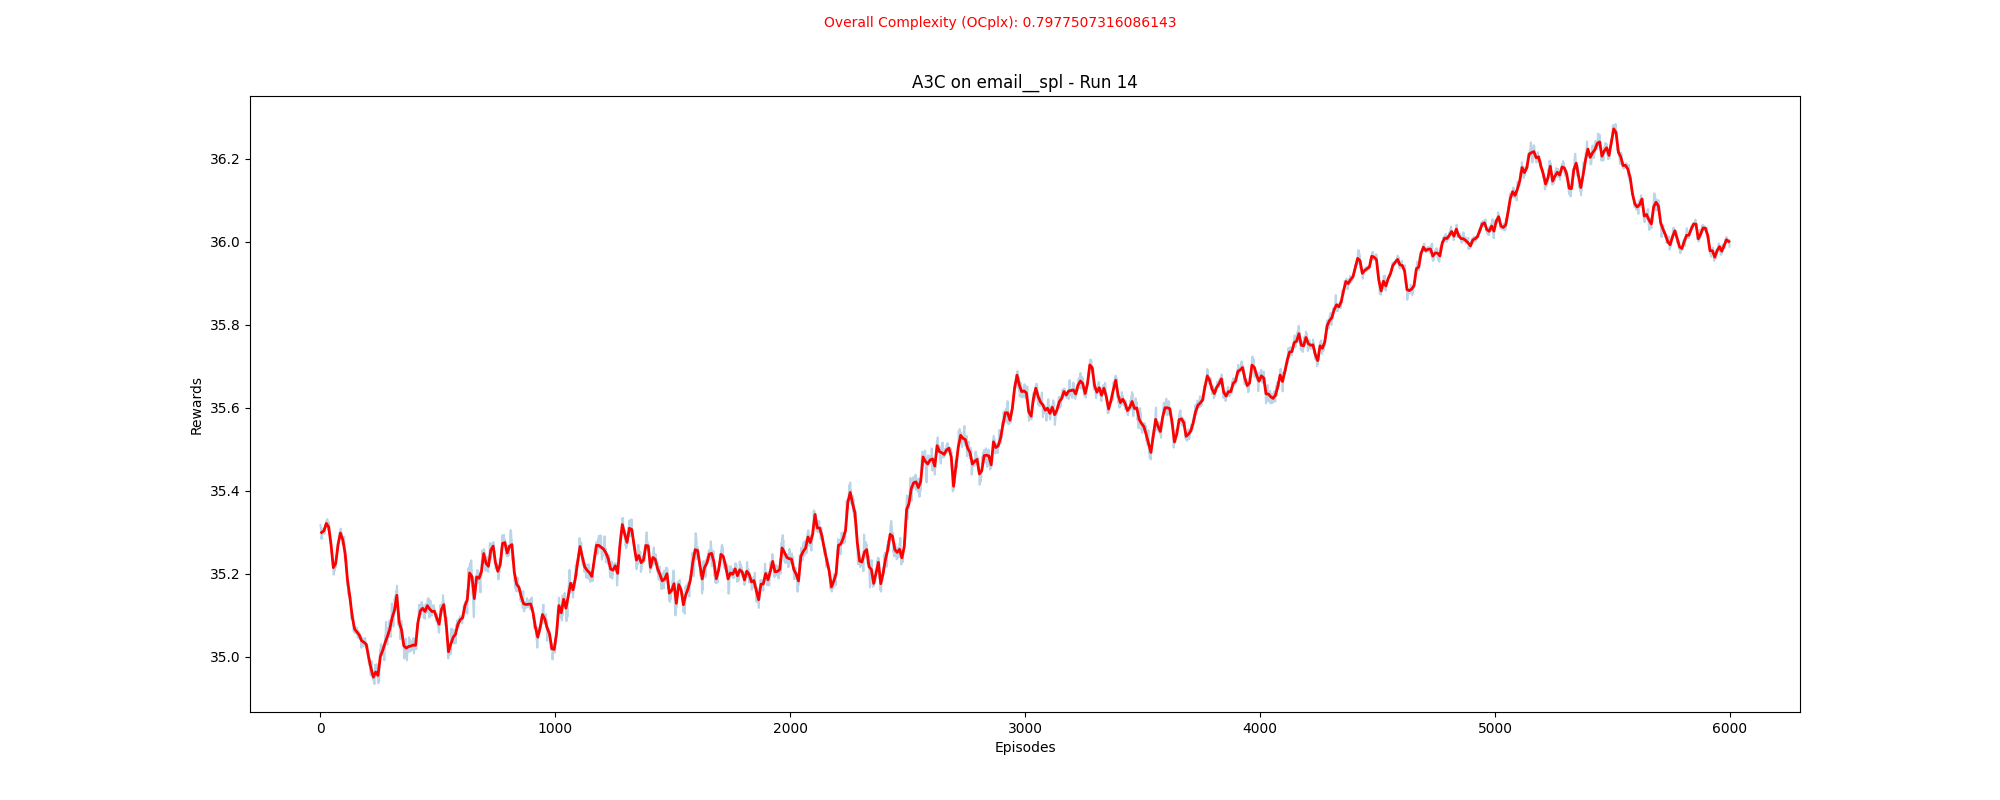 Overall Complexity (OCplx): 0.7977507316086143
A3C on email__spl - Run 14
36.2
36.0
35.8
35.6
35.4
35.2
35.0
Rewards
0 1000 2000 3000 4000 5000 6000
Episodes